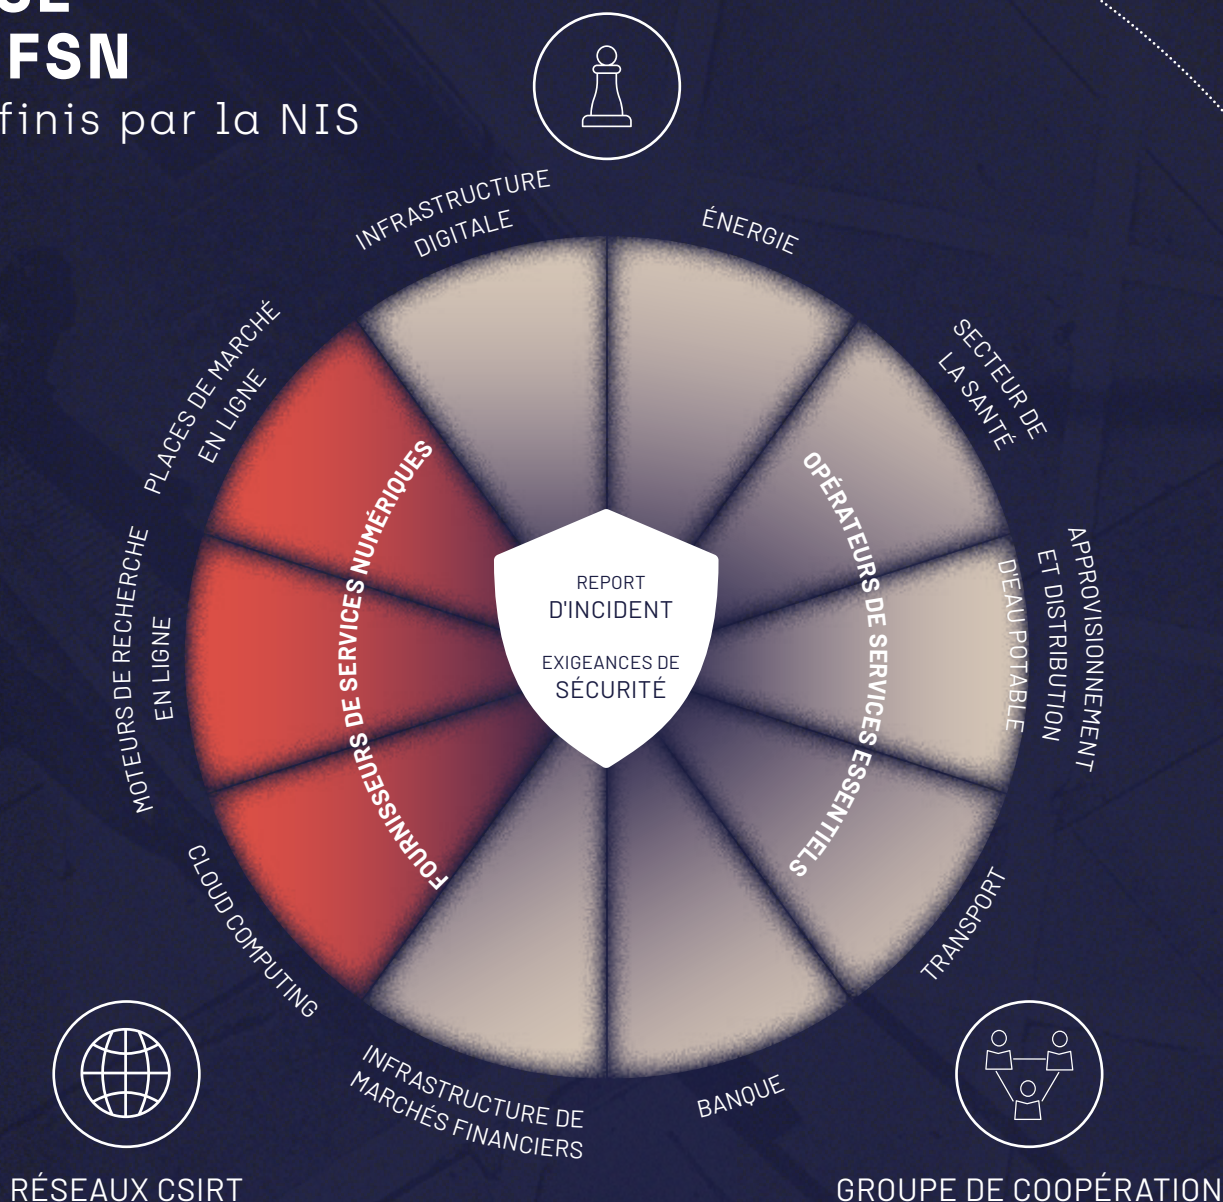 FSN
finis par la NIS
INFRASTRUCTURE
DIGITALE
ÉNERGIE
SECTEUR DE
LA SANTÉ
APPROVISIONNEMENT
ET DISTRIBUTION
D'EAU POTABLE
TRANSPORT
BANQUE
INFRASTRUCTURE DE
MARCHÉS FINANCIERS
CLOUD COMPUTING
MOTEURS DE RECHERCHE
EN LIGNE
PLACES DE MARCHÉ
EN LIGNE
FOURNISSEURS DE SERVICES NUMÉRIQUES
OPÉRATEURS DE SERVICES ESSENTIELS
REPORT
D'INCIDENT
EXIGEANCES DE
SÉCURITÉ
RÉSEAUX CSIRT
GROUPE DE COOPÉRATION